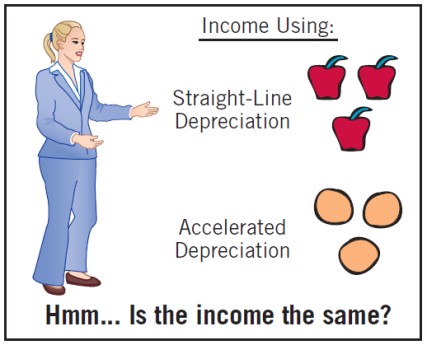 Income Using:
Straight-Line
Depreciation
Accelerated
Depreciation
Hmm... Is the income the same?